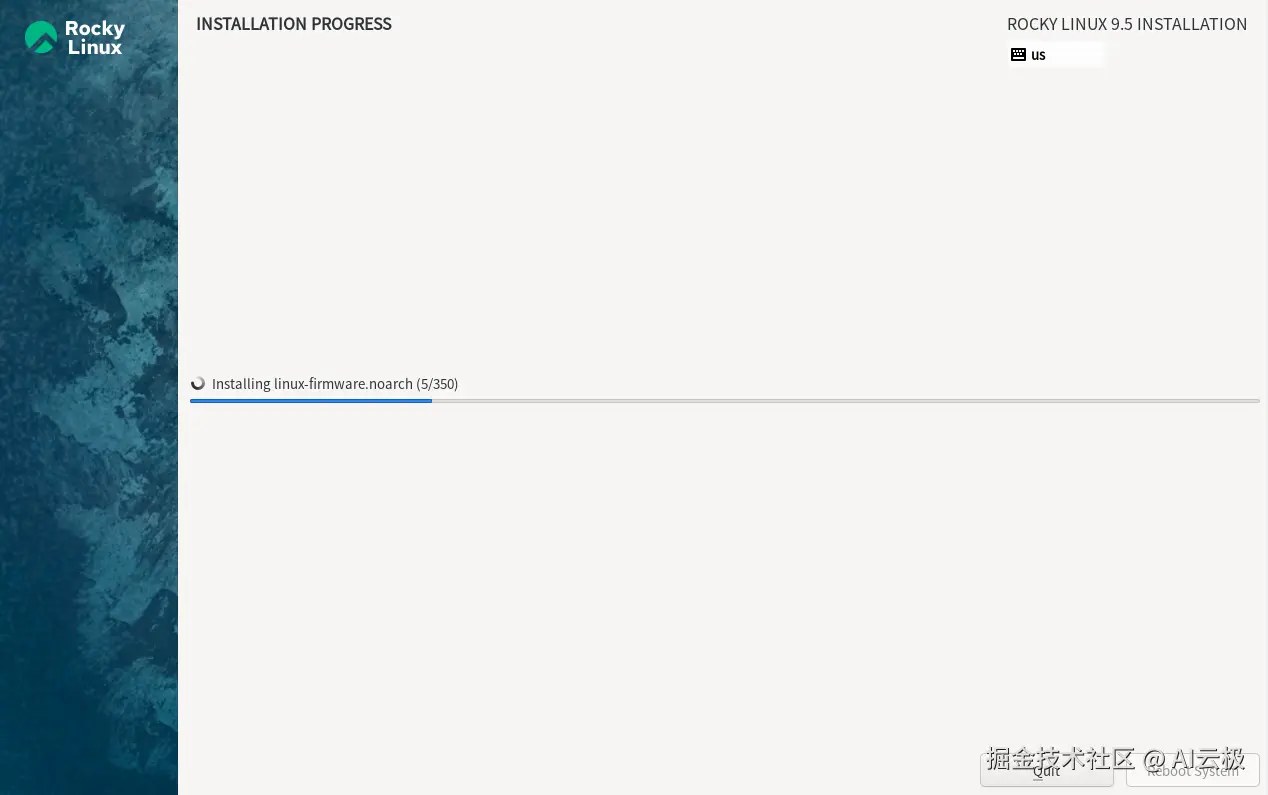 Rocky
Linux
INSTALLATION PROGRESS
ROCKY LINUX 9.5 INSTALLATION
us
Installing linux-firmware.noarch (5/350)
掘金技术社区 @ AI云极
Quit
Reboot System